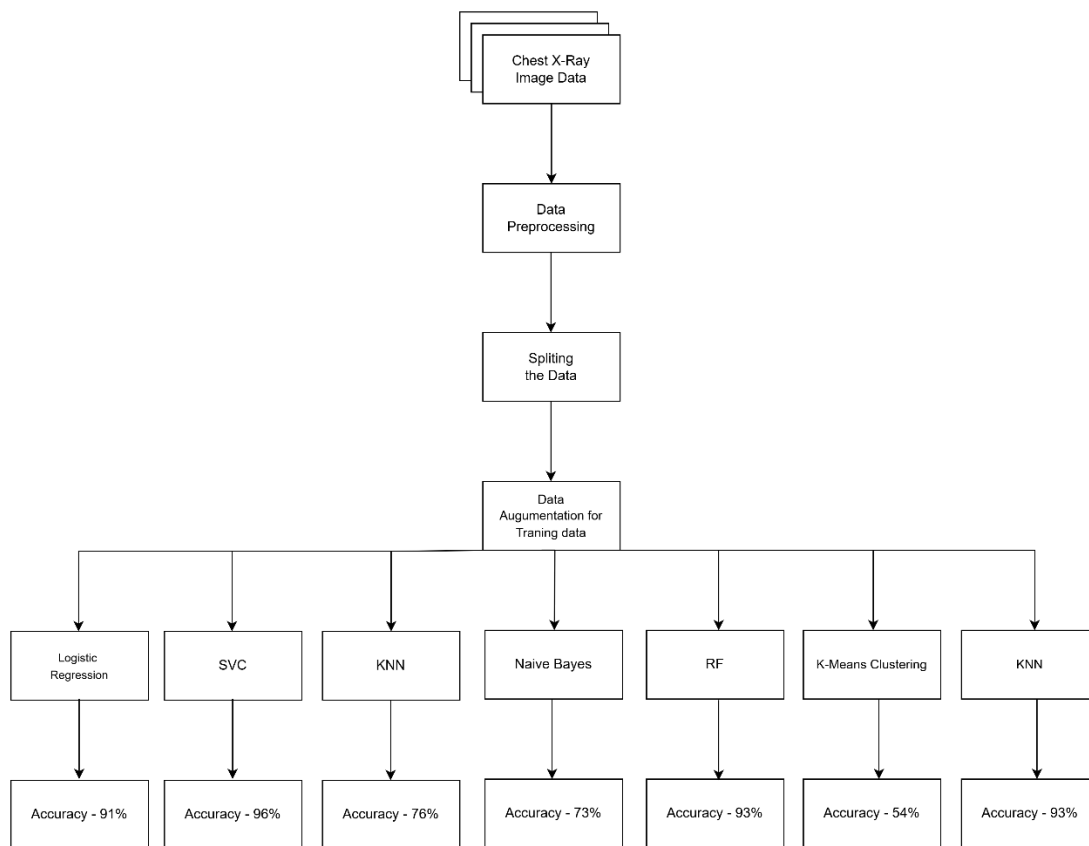 Chest X-Ray
Image Data
Data
Preprocessing
Spliting
the Data
Data
Augumentation for
Traning data
Logistic
Regression
SVC
KNN
Naive Bayes
RF
K-Means Clustering
KNN
Accuracy - 91%
Accuracy - 96%
Accuracy - 76%
Accuracy - 73%
Accuracy - 93%
Accuracy - 54%
Accuracy - 93%